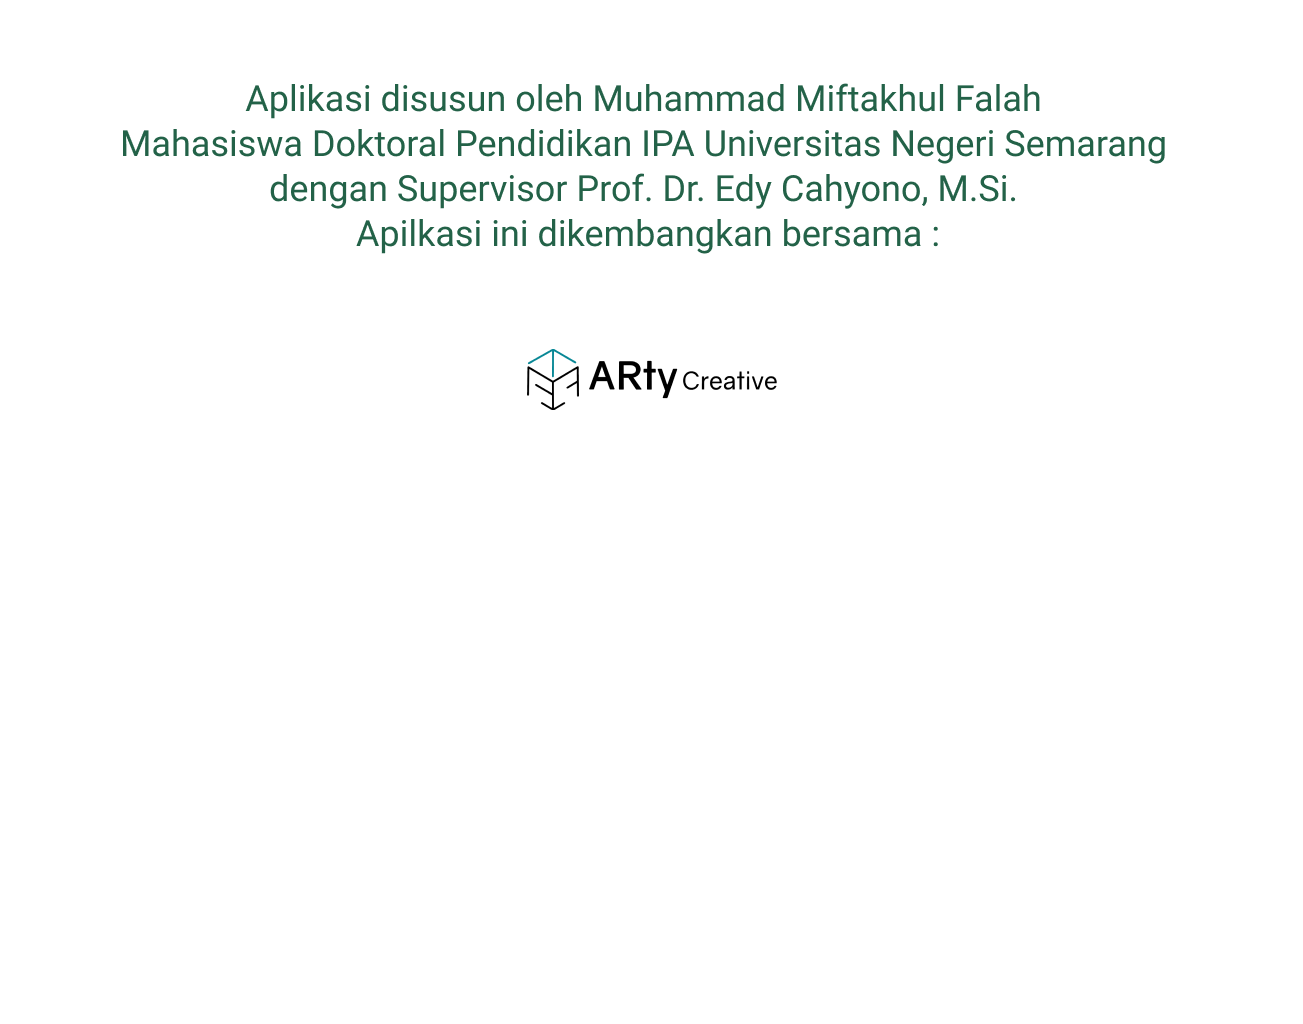 Aplikasi disusun oleh Muhammad Miftakhul Falah
Mahasiswa Doktoral Pendidikan IPA Universitas Negeri Semarang
dengan Supervisor Prof. Dr. Edy Cahyono, M.Si.
Apilkasi ini dikembangkan bersama :
ARty Creative